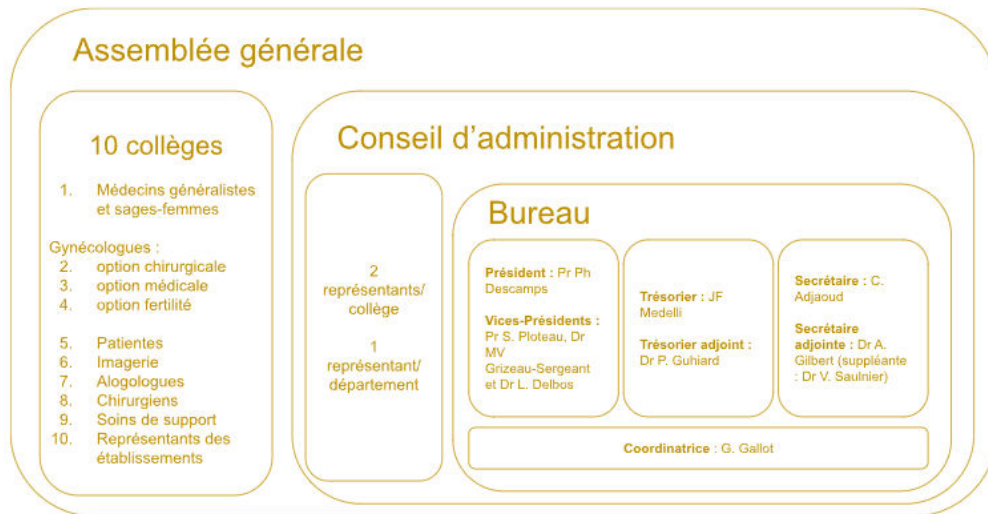 Assemblée générale
10 collèges
1. Médecins généralistes
et sages-femmes
Gynécologues :
2. option chirurgicale
3. option médicale
4. option fertilité
5. Patientes
6. Imagerie
7. Alogologues
8. Chirurgiens
9. Soins de support
10. Représentants des
établissements
Conseil d’administration
2
représentants/
collège
1
représentant/
département
Bureau
Président : Pr Ph
Descamps
Vices-Présidents :
Pr S. Ploteau, Dr
MV
Grizeau-Sergeant
et Dr L. Delbos
Trésorier : JF
Medelli
Trésorier adjoint :
Dr P. Guhiard
Secrétaire : C.
Adjaoud
Secrétaire
adjointe : Dr A.
Gilbert (suppléante
: Dr V. Saulnier)
Coordinatrice : G. Gallot